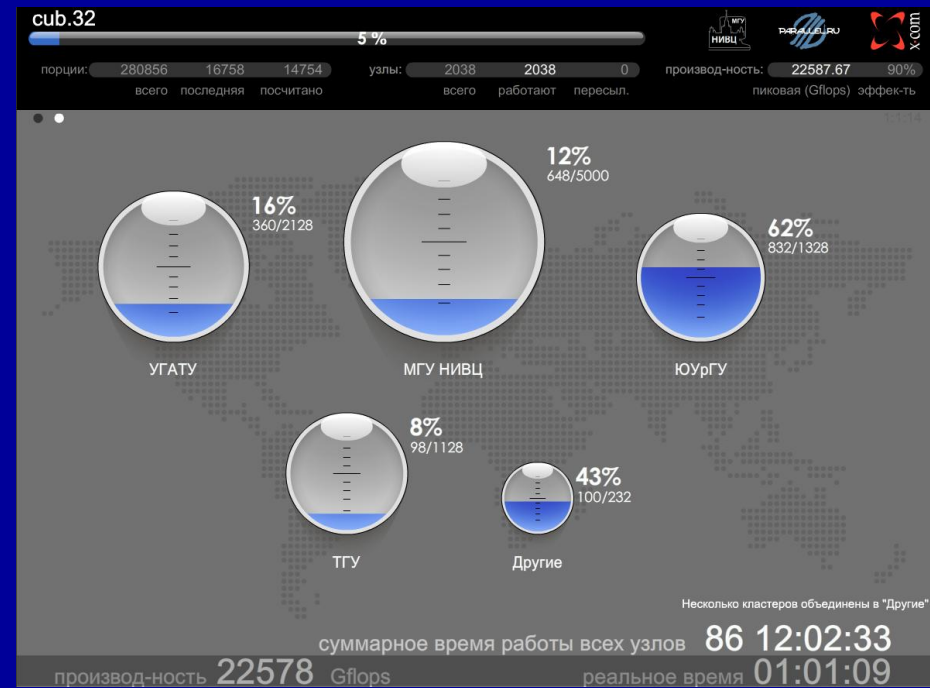 cub.32
5 %
МГУ
НИВЦ
PARALLEL.RU
x-com
порции: 280856 16758 14754 узлы: 2038 2038 0 производ-ность: 22587.67 90%
всего последняя посчитано всего работают пересыл. пиковая (Gflops) эффек-ть
1:1:14
12%
648/5000
16%
360/2128
62%
832/1328
УГАТУ
МГУ НИВЦ
ЮУрГУ
8%
98/1128
43%
100/232
ТГУ
Другие
Несколько кластеров объединены в "Другие"
суммарное время работы всех узлов 86 12:02:33
производ-ность 22578 Gflops реальное время 01:01:09